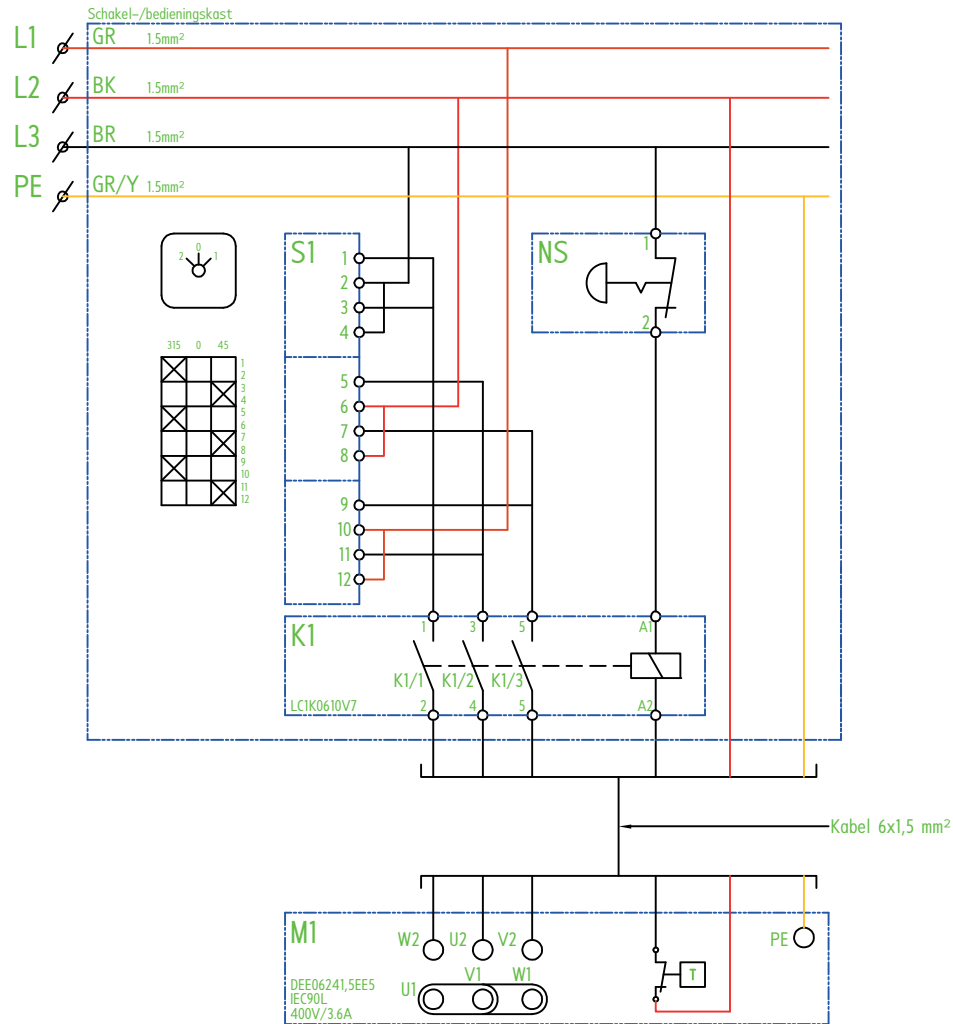 Schakel-/bedieningskast
L1 GR 1.5mm²
L2 BK 1.5mm²
L3 BR 1.5mm²
PE GR/Y 1.5mm²
2 0 1
315 0 45
1
2
3
4
5
6
7
8
9
10
11
12
S1
1
2
3
4
5
6
7
8
9
10
11
12
NS
1
2
K1
1 3 5 A1
K1/1 K1/2 K1/3
LC1K0610V7
2 4 5 A2
Kabel 6x1,5 mm²
M1
W2 U2 V2 PE
U1 V1 W1
T
DEE06241,5EE5
IEC90L
400V/3.6A